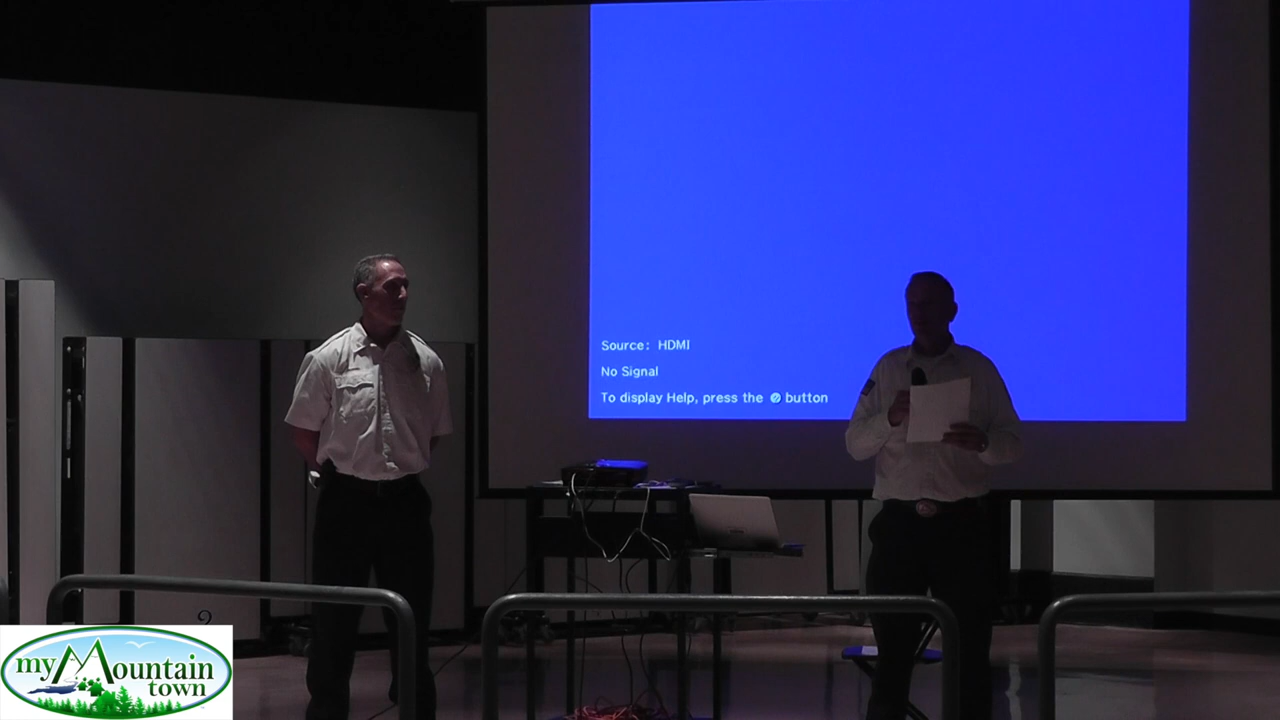 Source: HDMI
No Signal
To display Help, press the button
my Mountain
town